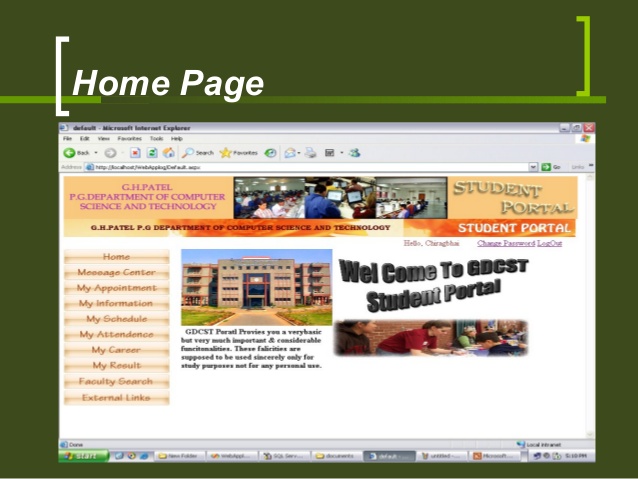 Home Page
default - Microsoft Internet Explorer
File Edit View Favorites Tools Help
Back Search Favorites
Address http://localhost/WebApplog/Default.aspx Go Links
G.H.PATEL
P.G.DEPARTMENT OF COMPUTER
SCIENCE AND TECHNOLOGY
STUDENT
PORTAL
G.H.PATEL P.G DEPARTMENT OF COMPUTER SCIENCE AND TECHNOLOGY
STUDENT PORTAL
Hello, Chiragbhai Change Password LogOut
Home
Message Center
My Appointment
My Information
My Schedule
My Attendence
My Career
My Result
Faculty Search
External Links
Wel Come To GDCST
Student Portal
GDCST Poratl Provies you a verybasic
but very much important & considerable
funcitonalities. These falicities are
supposed to be used sincerely only for
study purposes not for any personal use.
Done Local intranet
start New Folder WebAppl... SQL Serv... documents default - untitled - Microsoft 5:10 PM